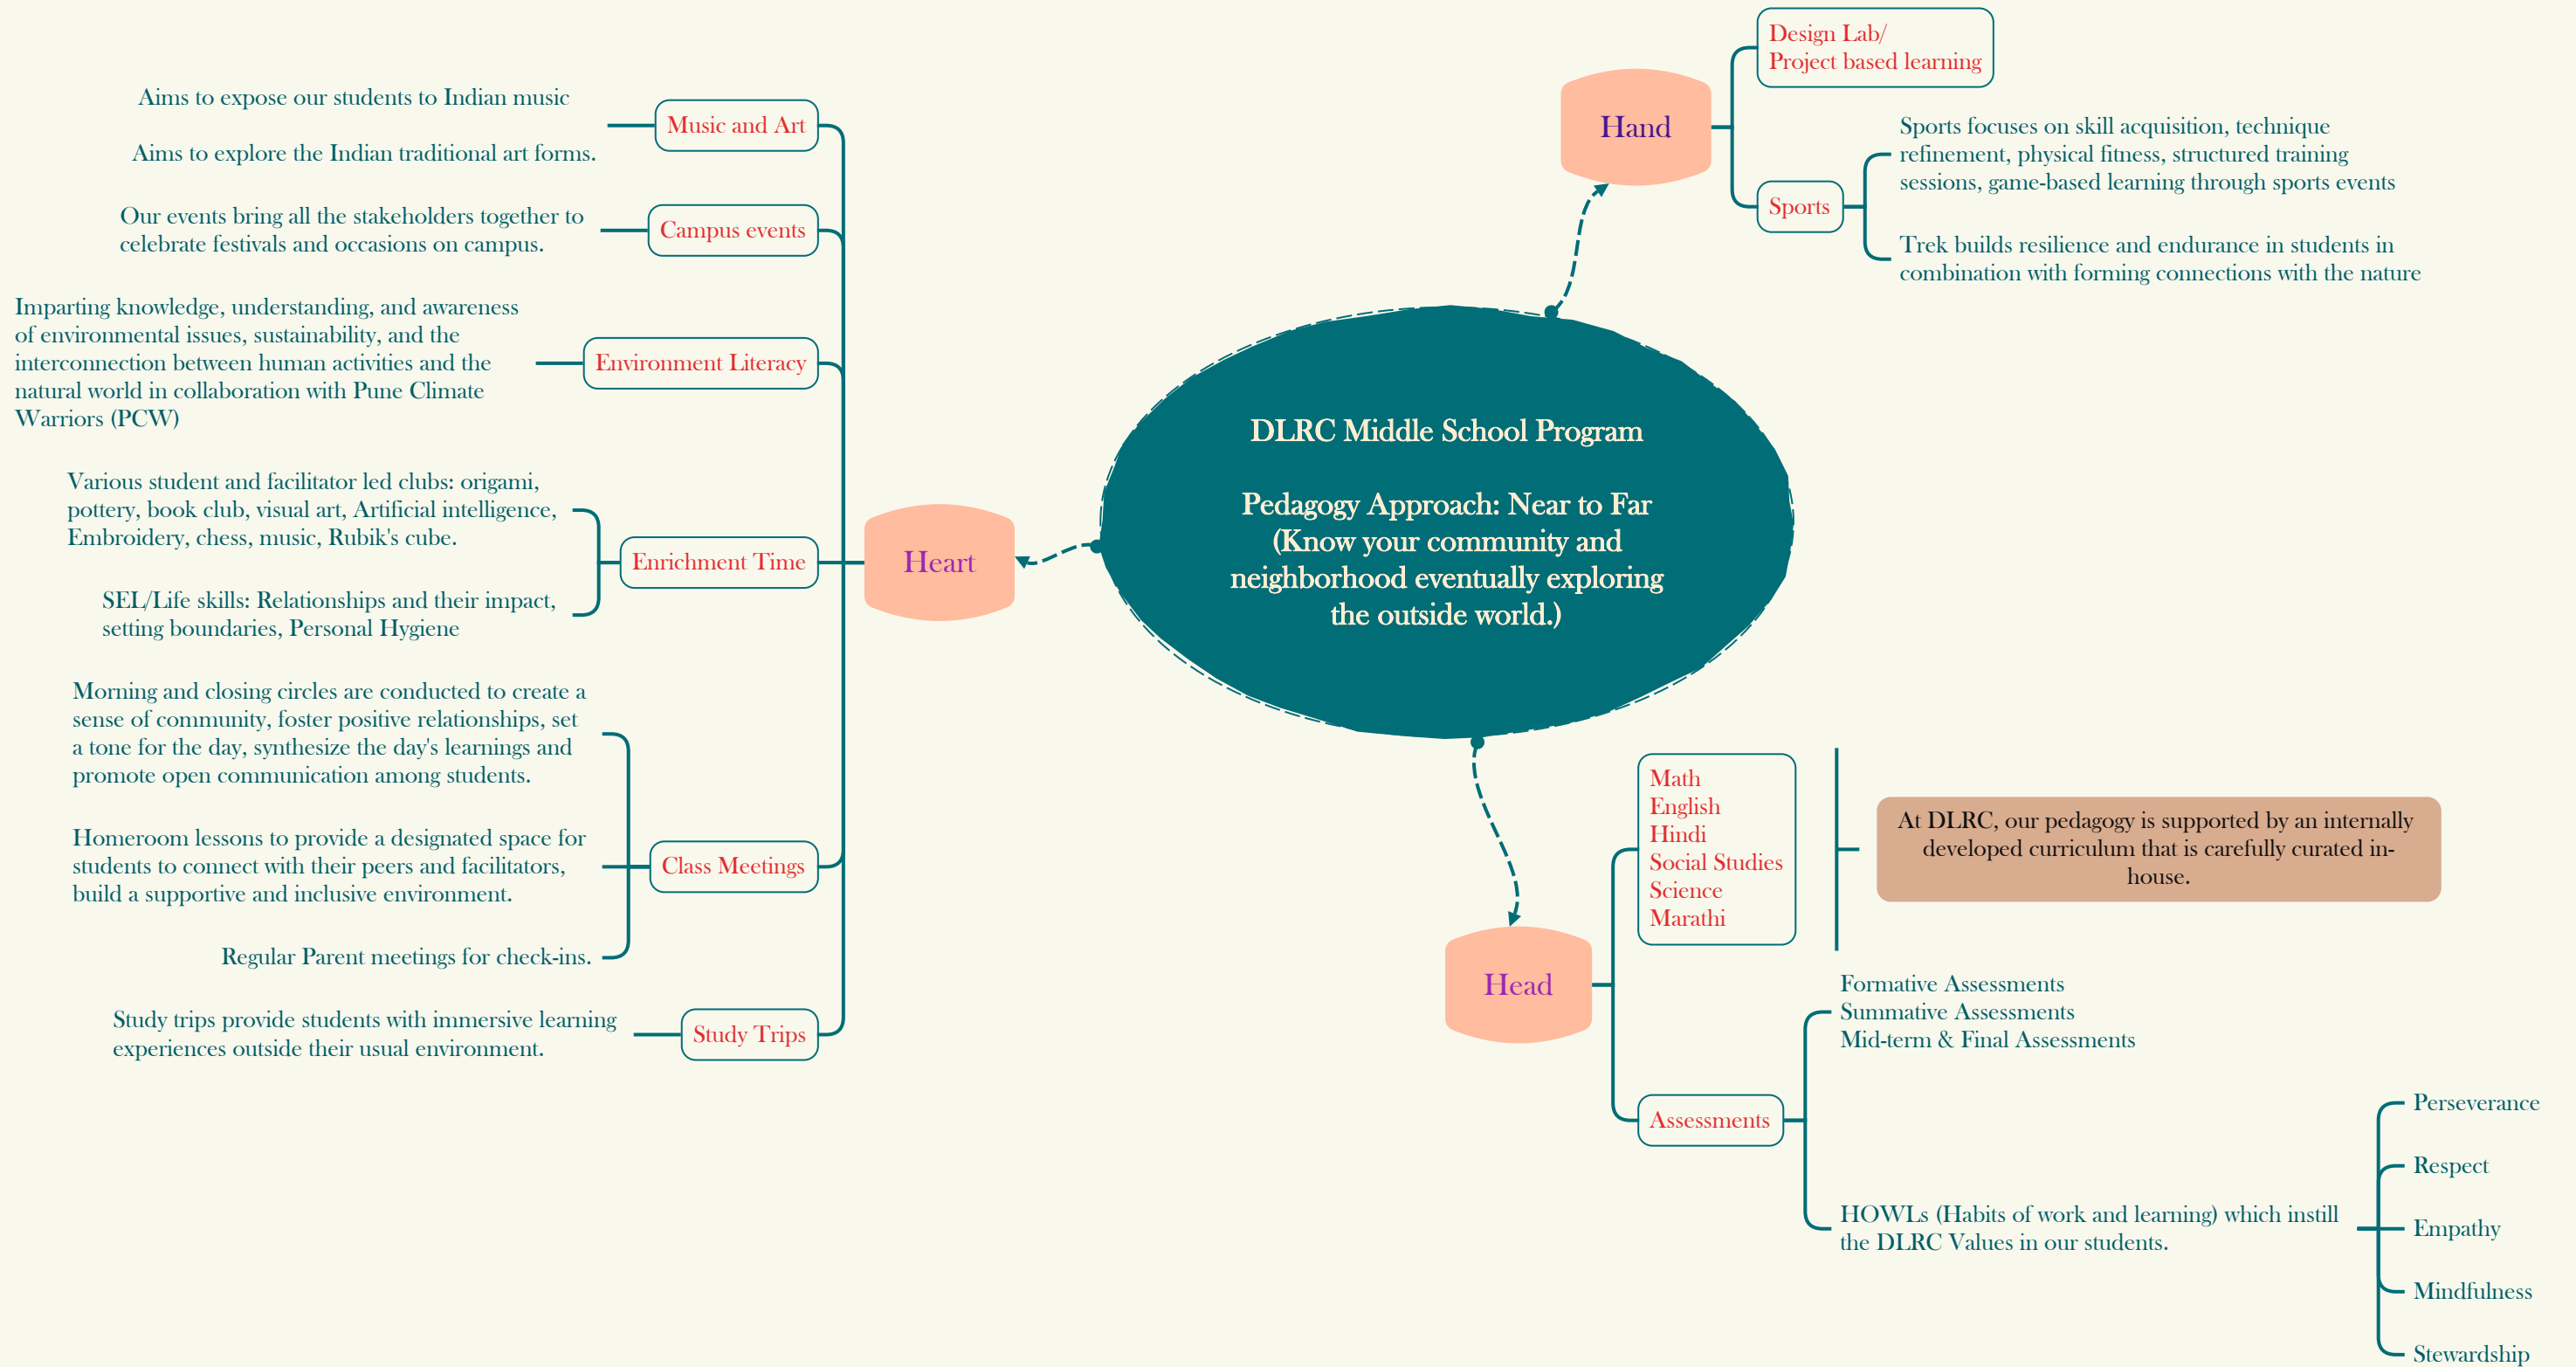 DLRC Middle School Program
Pedagogy Approach: Near to Far
(Know your community and
neighborhood eventually exploring
the outside world.)
Hand
Design Lab/
Project based learning
Sports
Sports focuses on skill acquisition, technique
refinement, physical fitness, structured training
sessions, game-based learning through sports events
Trek builds resilience and endurance in students in
combination with forming connections with the nature
Head
Math
English
Hindi
Social Studies
Science
Marathi
At DLRC, our pedagogy is supported by an internally
developed curriculum that is carefully curated in-
house.
Assessments
Formative Assessments
Summative Assessments
Mid-term & Final Assessments
HOWLs (Habits of work and learning) which instill
the DLRC Values in our students.
Perseverance
Respect
Empathy
Mindfulness
Stewardship
Heart
Music and Art
Aims to expose our students to Indian music
Aims to explore the Indian traditional art forms.
Campus events
Our events bring all the stakeholders together to
celebrate festivals and occasions on campus.
Environment Literacy
Imparting knowledge, understanding, and awareness
of environmental issues, sustainability, and the
interconnection between human activities and the
natural world in collaboration with Pune Climate
Warriors (PCW)
Enrichment Time
Various student and facilitator led clubs: origami,
pottery, book club, visual art, Artificial intelligence,
Embroidery, chess, music, Rubik's cube.
SEL/Life skills: Relationships and their impact,
setting boundaries, Personal Hygiene
Class Meetings
Morning and closing circles are conducted to create a
sense of community, foster positive relationships, set
a tone for the day, synthesize the day's learnings and
promote open communication among students.
Homeroom lessons to provide a designated space for
students to connect with their peers and facilitators,
build a supportive and inclusive environment.
Regular Parent meetings for check-ins.
Study Trips
Study trips provide students with immersive learning
experiences outside their usual environment.